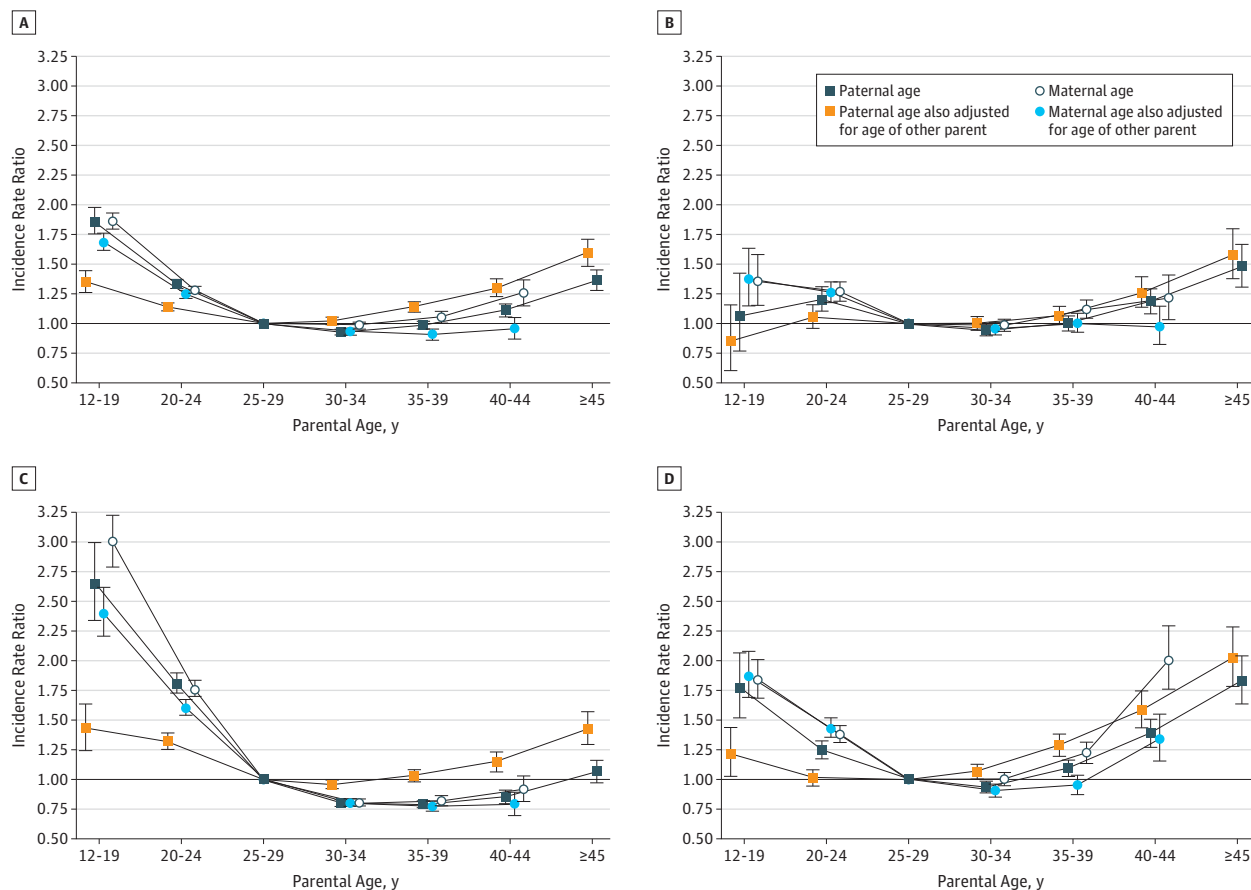 A
3.25
3.00
2.75
2.50
2.25
2.00
1.75
1.50
1.25
1.00
0.75
0.50
Incidence Rate Ratio
12-19 20-24 25-29 30-34 35-39 40-44 ≥45
Parental Age, y
B
3.25
3.00
2.75
2.50
2.25
2.00
1.75
1.50
1.25
1.00
0.75
0.50
Incidence Rate Ratio
Paternal age
Paternal age also adjusted
for age of other parent
Maternal age
Maternal age also adjusted
for age of other parent
12-19 20-24 25-29 30-34 35-39 40-44 ≥45
Parental Age, y
C
3.25
3.00
2.75
2.50
2.25
2.00
1.75
1.50
1.25
1.00
0.75
0.50
Incidence Rate Ratio
12-19 20-24 25-29 30-34 35-39 40-44 ≥45
Parental Age, y
D
3.25
3.00
2.75
2.50
2.25
2.00
1.75
1.50
1.25
1.00
0.75
0.50
Incidence Rate Ratio
12-19 20-24 25-29 30-34 35-39 40-44 ≥45
Parental Age, y